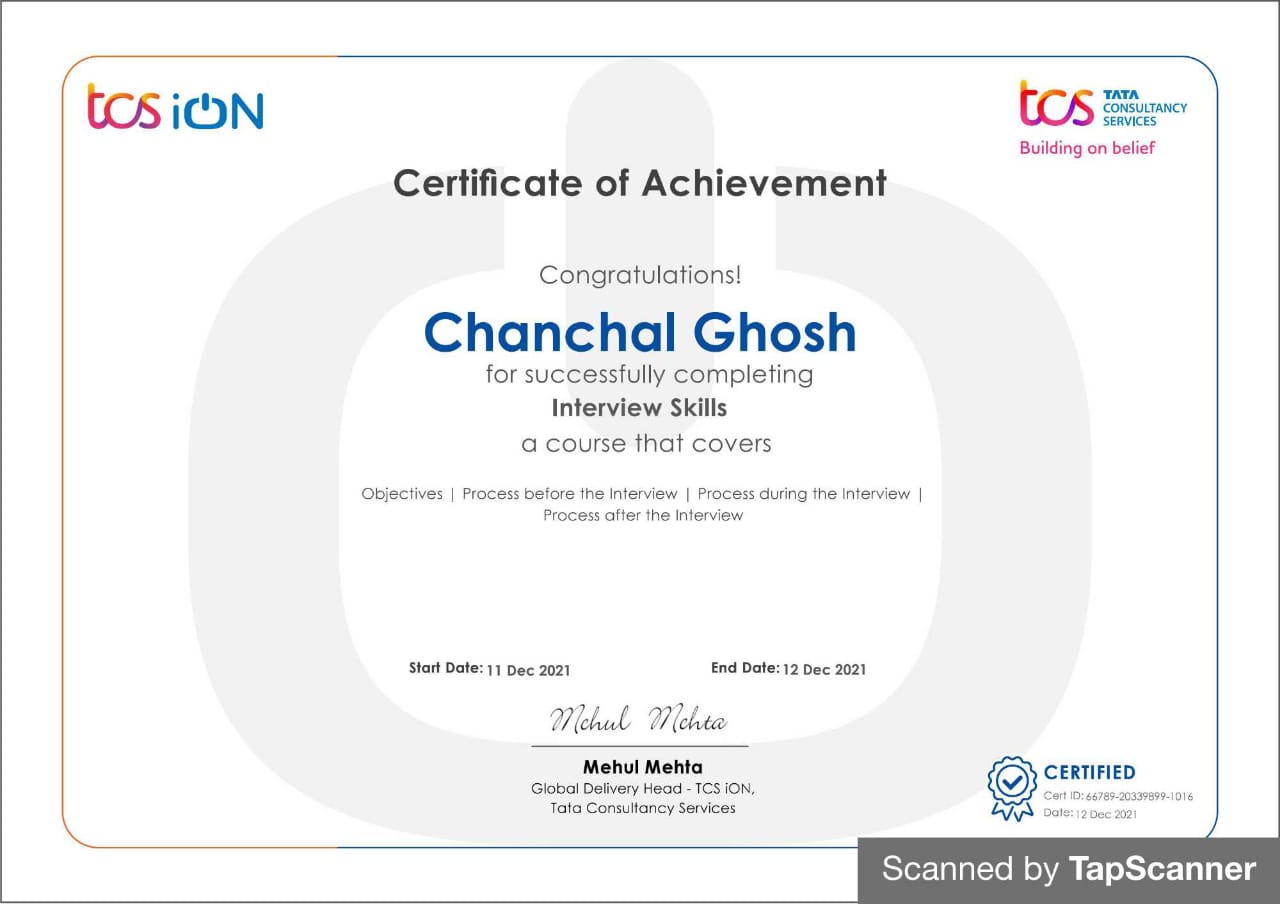 tcs iON
tcs TATA
CONSULTANCY
SERVICES
Building on belief
Certificate of Achievement
Congratulations!
Chanchal Ghosh
for successfully completing
Interview Skills
a course that covers
Objectives | Process before the Interview | Process during the Interview |
Process after the Interview
Start Date: 11 Dec 2021
End Date: 12 Dec 2021
Mehul Mehta
Mehul Mehta
Global Delivery Head - TCS iON,
Tata Consultancy Services
CERTIFIED
Cert ID: 66789-20339899-1016
Date: 12 Dec 2021
Scanned by TapScanner